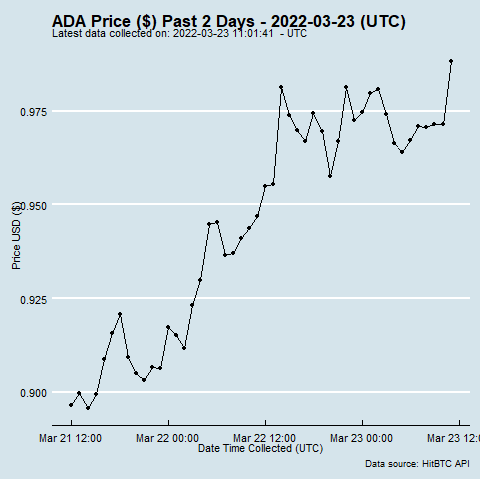 ADA Price ($) Past 2 Days - 2022-03-23 (UTC)
Latest data collected on: 2022-03-23 11:01:41 - UTC
Price USD ($)
0.975
0.950
0.925
0.900
Mar 21 12:00 Mar 22 00:00 Mar 22 12:00 Mar 23 00:00 Mar 23 12:
Date Time Collected (UTC)
Data source: HitBTC API